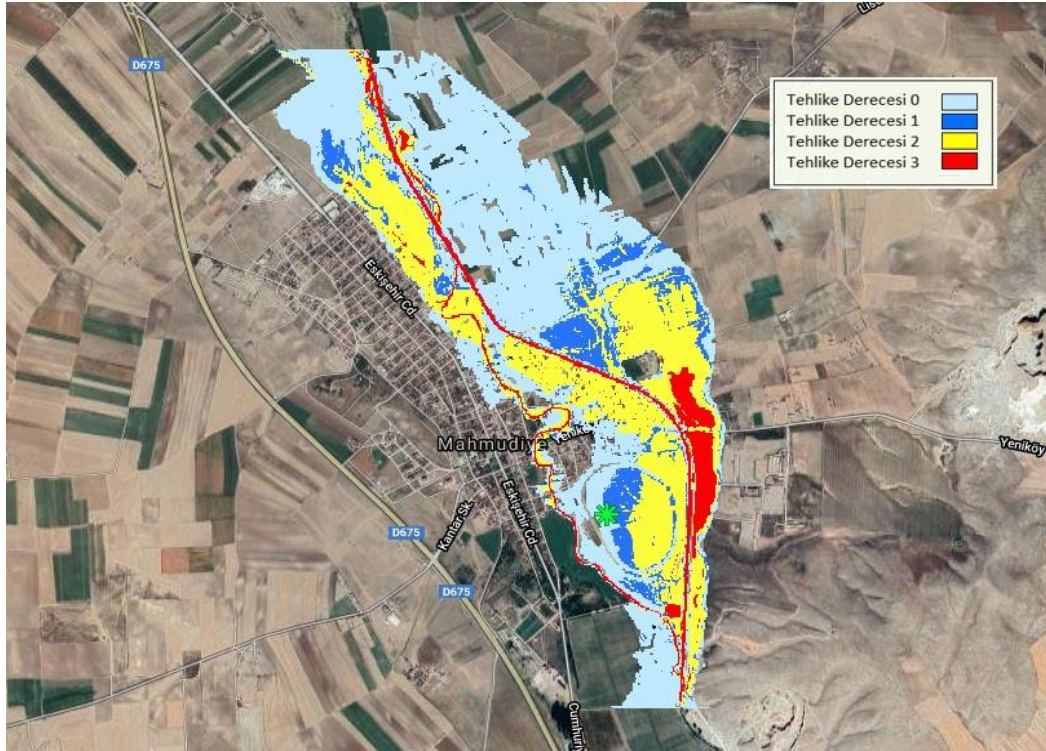 D675
Tehlike Derecesi 0
Tehlike Derecesi 1
Tehlike Derecesi 2
Tehlike Derecesi 3
Eskişehir Cd.
Mahmudiye
Yeniköy
Eskişehir Cd.
Kantar Sk.
D675
D675